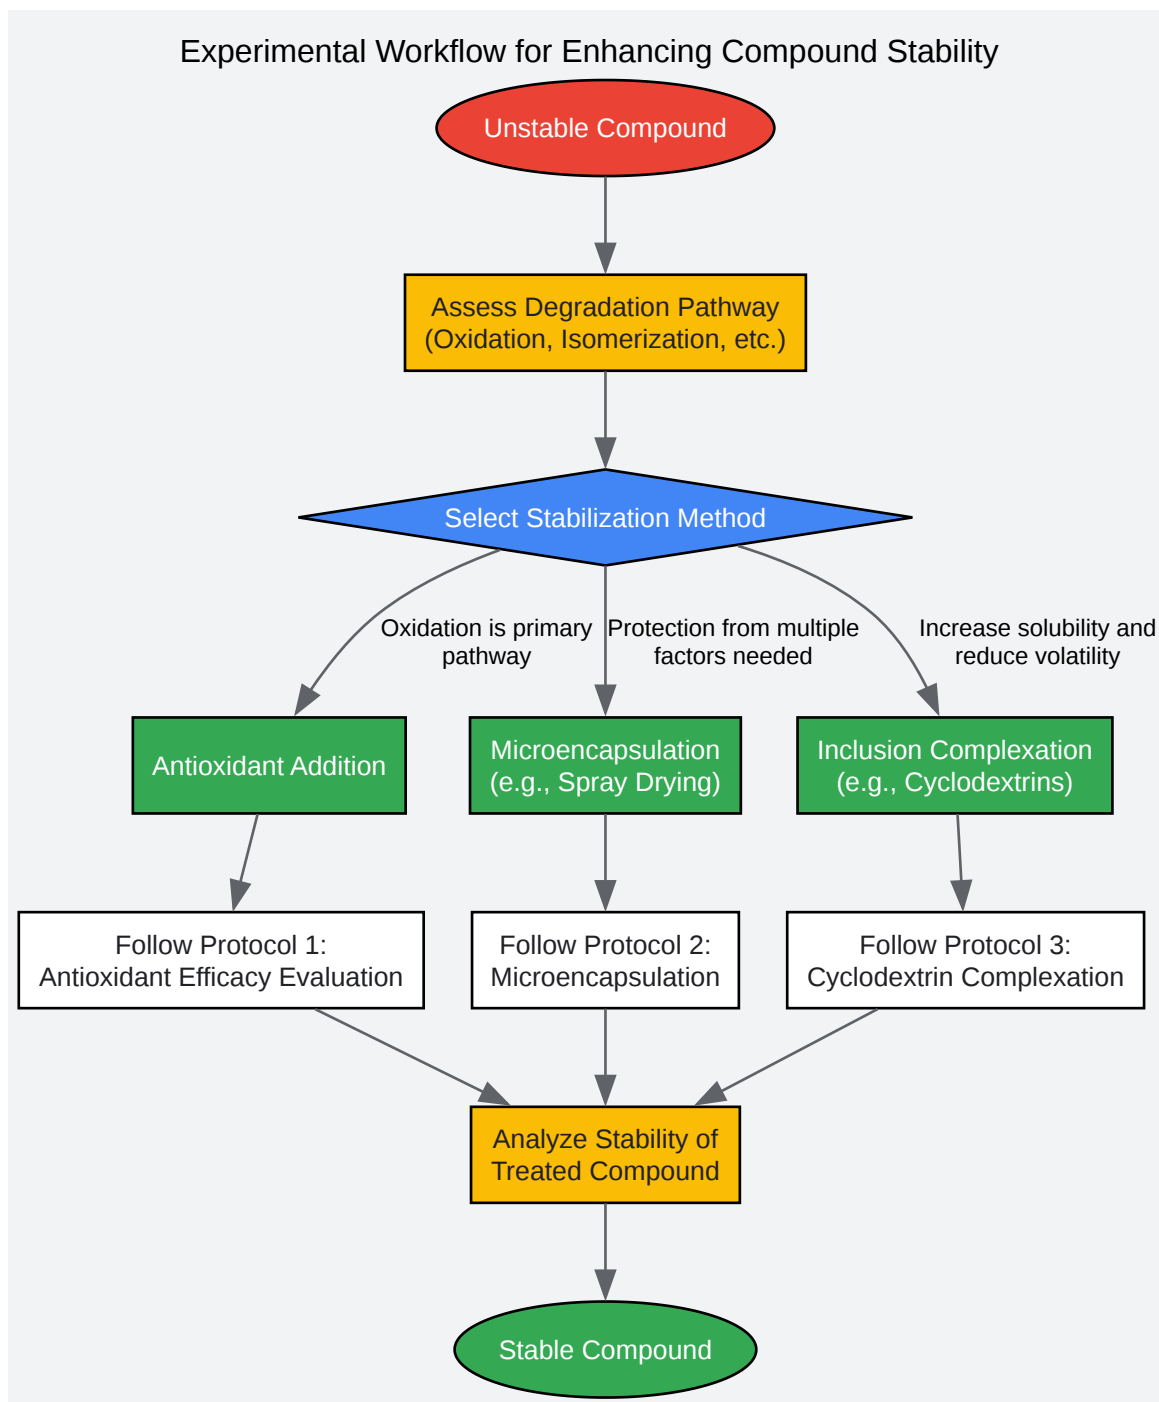 Experimental Workflow for Enhancing Compound Stability
Unstable Compound
Assess Degradation Pathway
(Oxidation, Isomerization, etc.)
Select Stabilization Method
Oxidation is primary
pathway
Protection from multiple
factors needed
Increase solubility and
reduce volatility
Antioxidant Addition
Microencapsulation
(e.g., Spray Drying)
Inclusion Complexation
(e.g., Cyclodextrins)
Follow Protocol 1:
Antioxidant Efficacy Evaluation
Follow Protocol 2:
Microencapsulation
Follow Protocol 3:
Cyclodextrin Complexation
Analyze Stability of
Treated Compound
Stable Compound